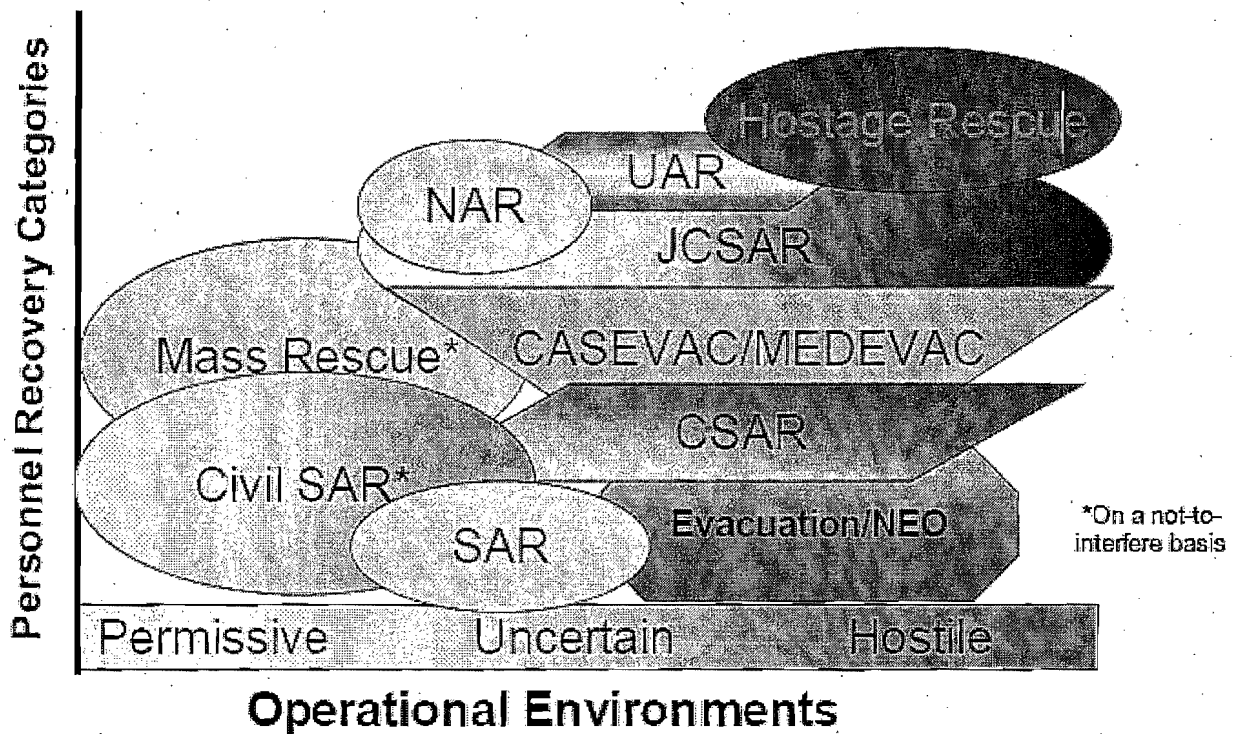 Personnel Recovery Categories
Hostage Rescue
UAR
NAR
JCSAR
Mass Rescue*
CASEVAC/MEDEVAC
CSAR
Civil SAR*
SAR
Evacuation/NEO
*On a not-to-
interfere basis
Permissive
Uncertain
Hostile
Operational Environments